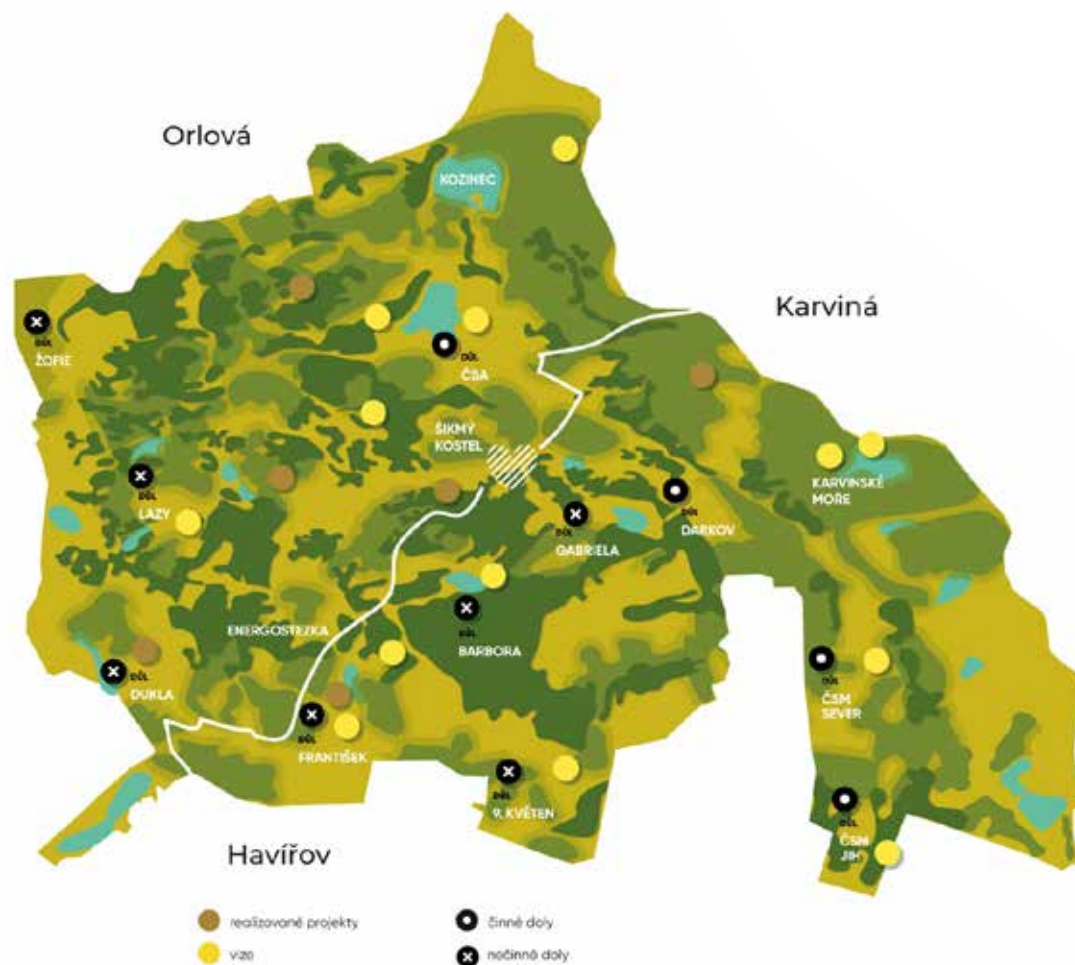 Orlová
KOZINEC
Karviná
DŮL
ŽOFIE
DŮL
ČSA
ŠIKMÝ
KOSTEL
KARVINSKÉ
MOŘE
DŮL
LAZY
DŮL
DARKOV
DŮL
GABRIELA
ENERGOSTEZKA
DŮL
BARBORA
DŮL
DUKLA
DŮL
ČSM
SEVER
DŮL
FRANTIŠEK
DŮL
9. KVĚTEN
DŮL
ČSM
JIH
Havířov
realizované projekty
činné doly
vize
nečinné doly